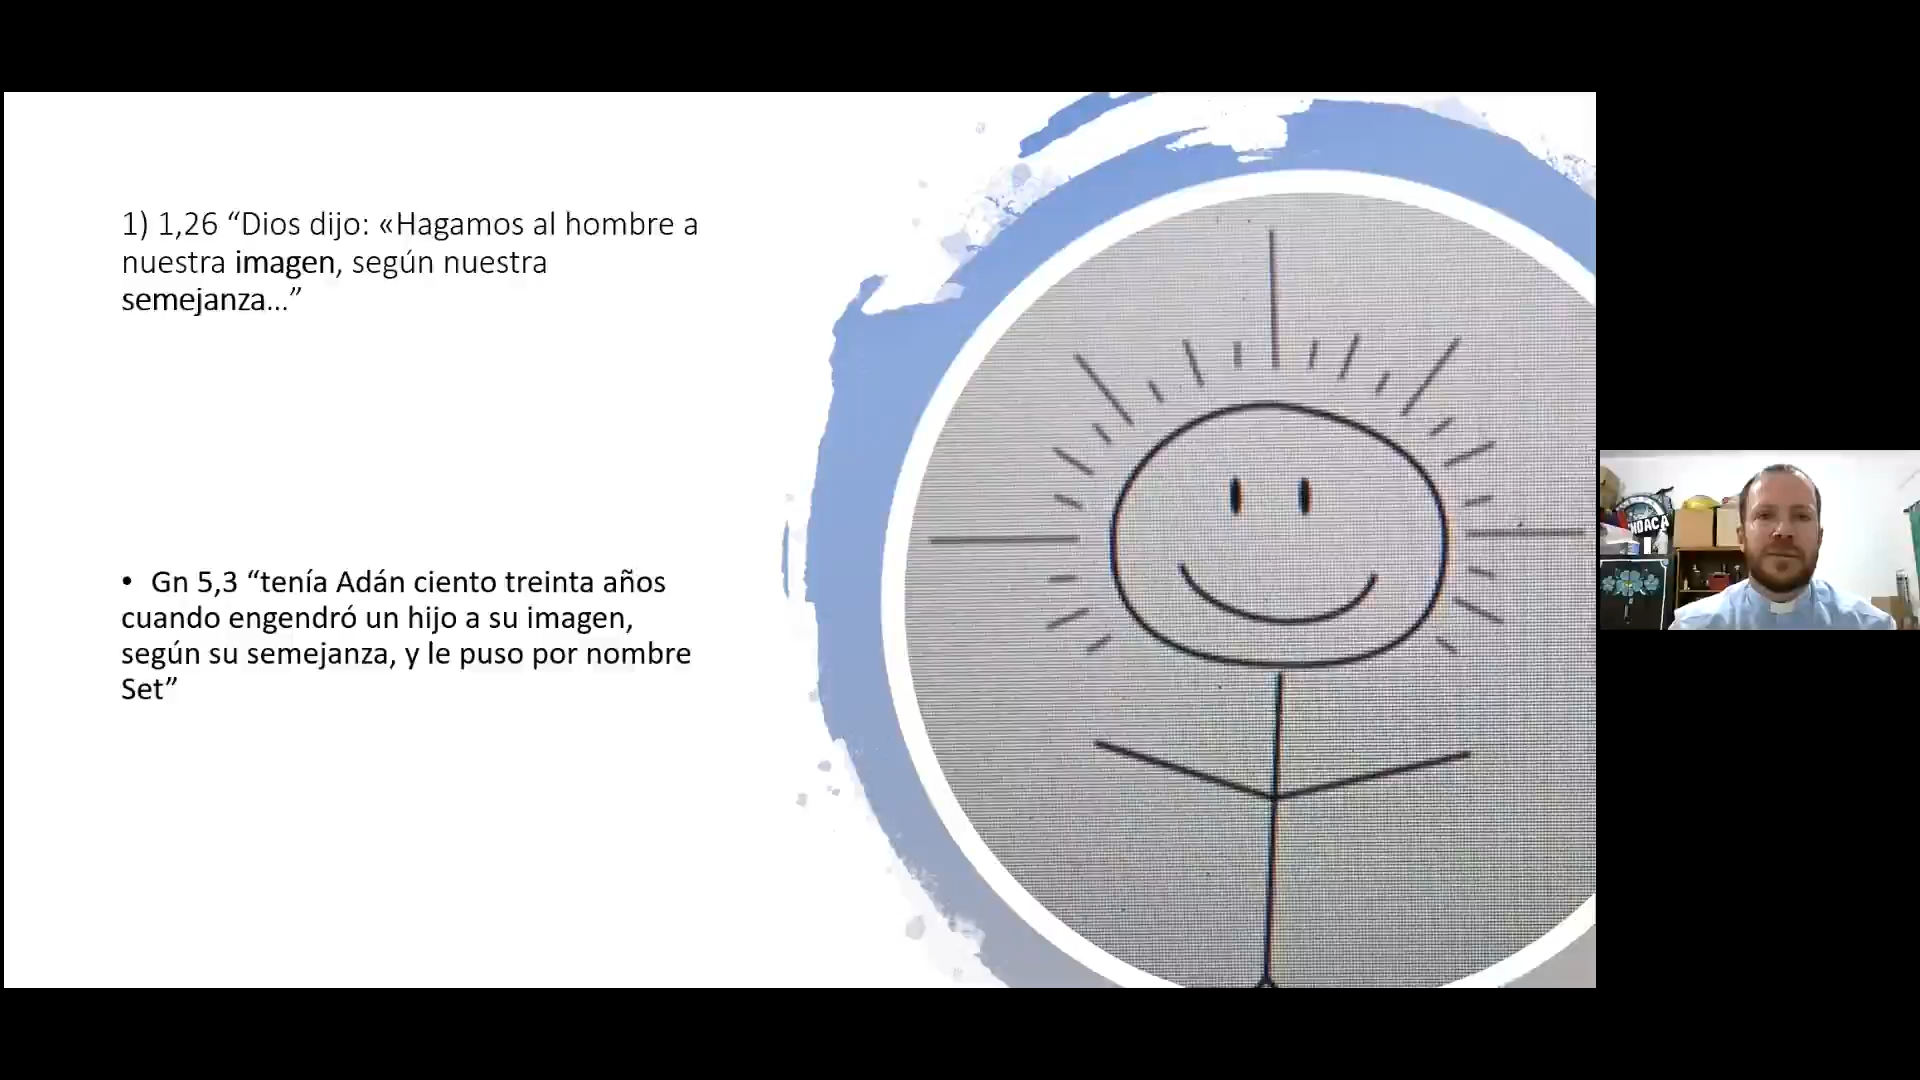 1) 1,26 “Dios dijo: «Hagamos al hombre a
nuestra imagen, según nuestra
semejanza...”
• Gn 5,3 “tenía Adán ciento treinta años
cuando engendró un hijo a su imagen,
según su semejanza, y le puso por nombre
Set”